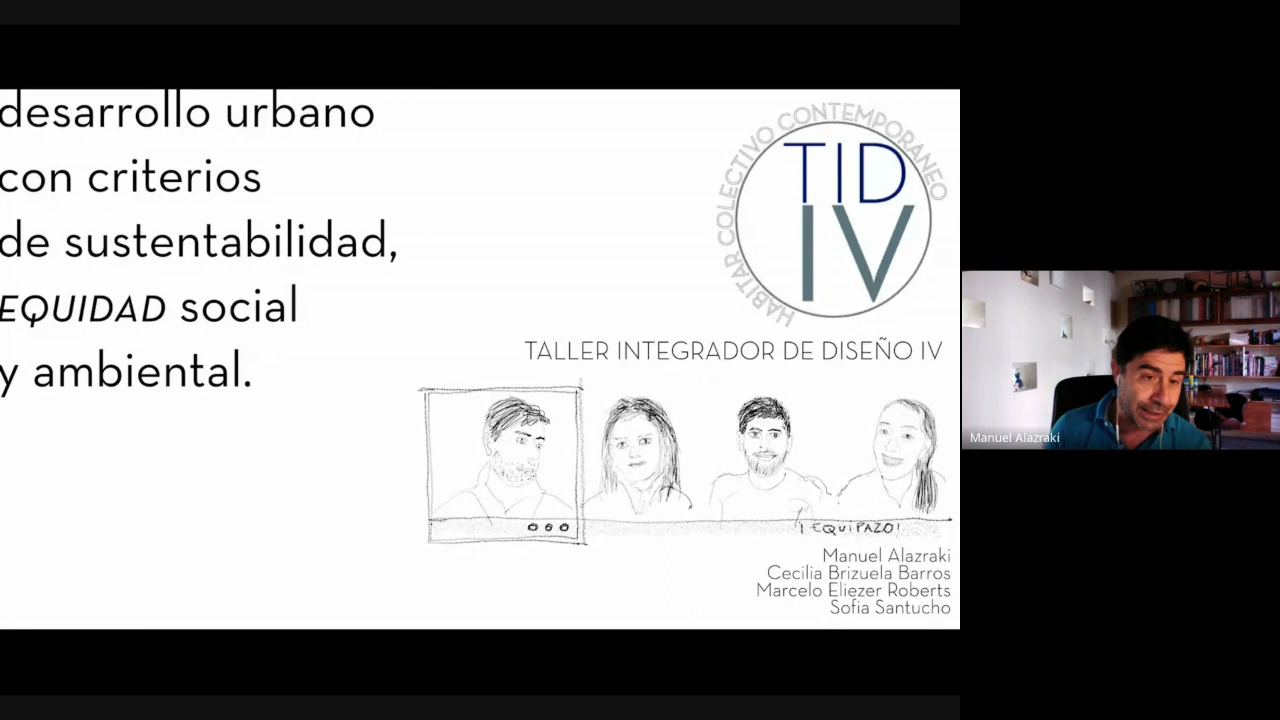 desarrollo urbano
con criterios
de sustentabilidad,
EQUIDAD social
y ambiental.
HABITAR COLECTIVO CONTEMPORANEO
TID
IV
TALLER INTEGRADOR DE DISEÑO IV
¡EQUIPAZO!
Manuel Alazraki
Cecilia Brizuela Barros
Marcelo Eliezer Roberts
Sofia Santucho
Manuel Alazraki